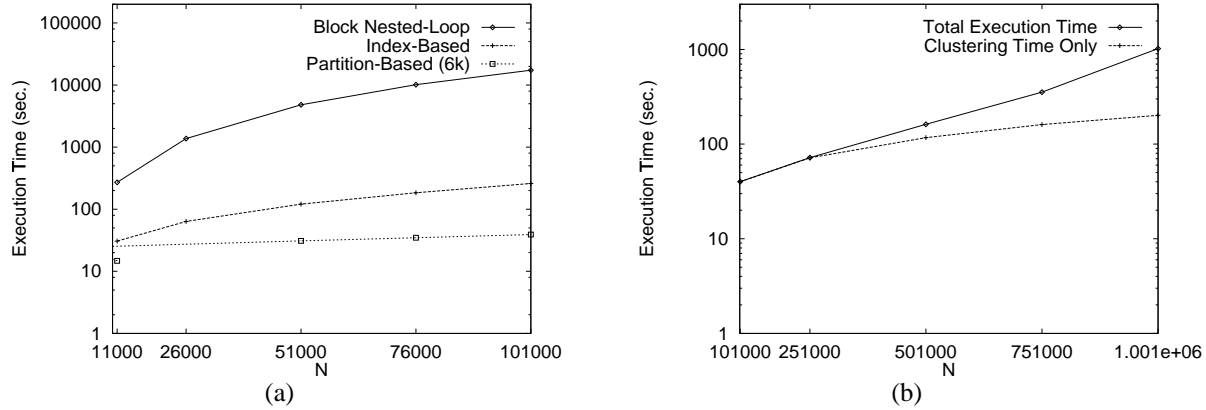 100000
10000
1000
100
10
1
Execution Time (sec.)
Block Nested-Loop
Index-Based
Partition-Based (6k)
11000 26000 51000 76000 101000
N
(a)
1000
100
10
1
Execution Time (sec.)
Total Execution Time
Clustering Time Only
101000 251000 501000 751000 1.001e+06
N
(b)